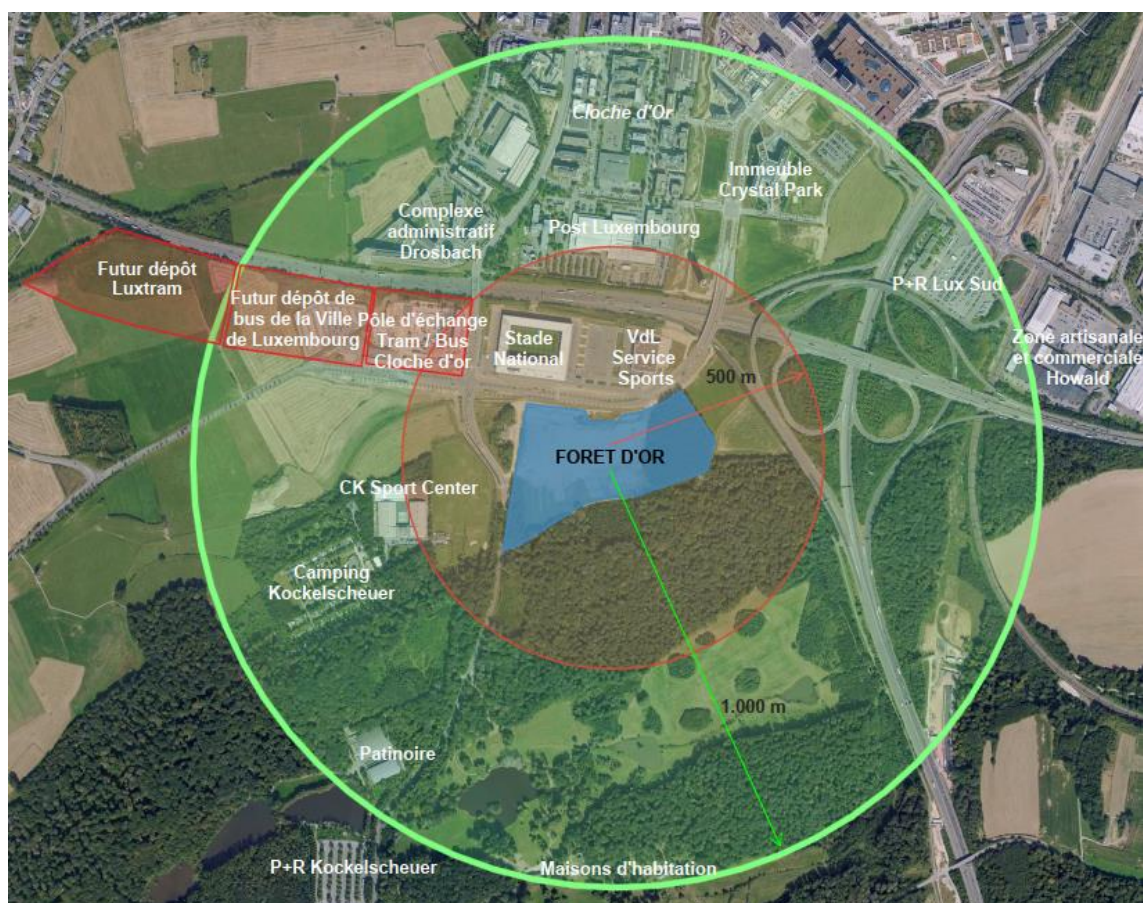 Cloche d'Or
Immeuble
Crystal Park
Complexe
administratif
Drosbach
Post Luxembourg
Futur dépôt
Luxtram
Futur dépôt de
bus de la Ville
de Luxembourg
Pôle d'échange
Tram / Bus
Cloche d'or
Stade
National
VdL
Service
Sports
P+R Lux Sud
Zone artisanale
et commerciale
Howald
500 m
FORET D'OR
CK Sport Center
Camping
Kockelscheuer
1.000 m
Patinoire
P+R Kockelscheuer
Maisons d'habitation